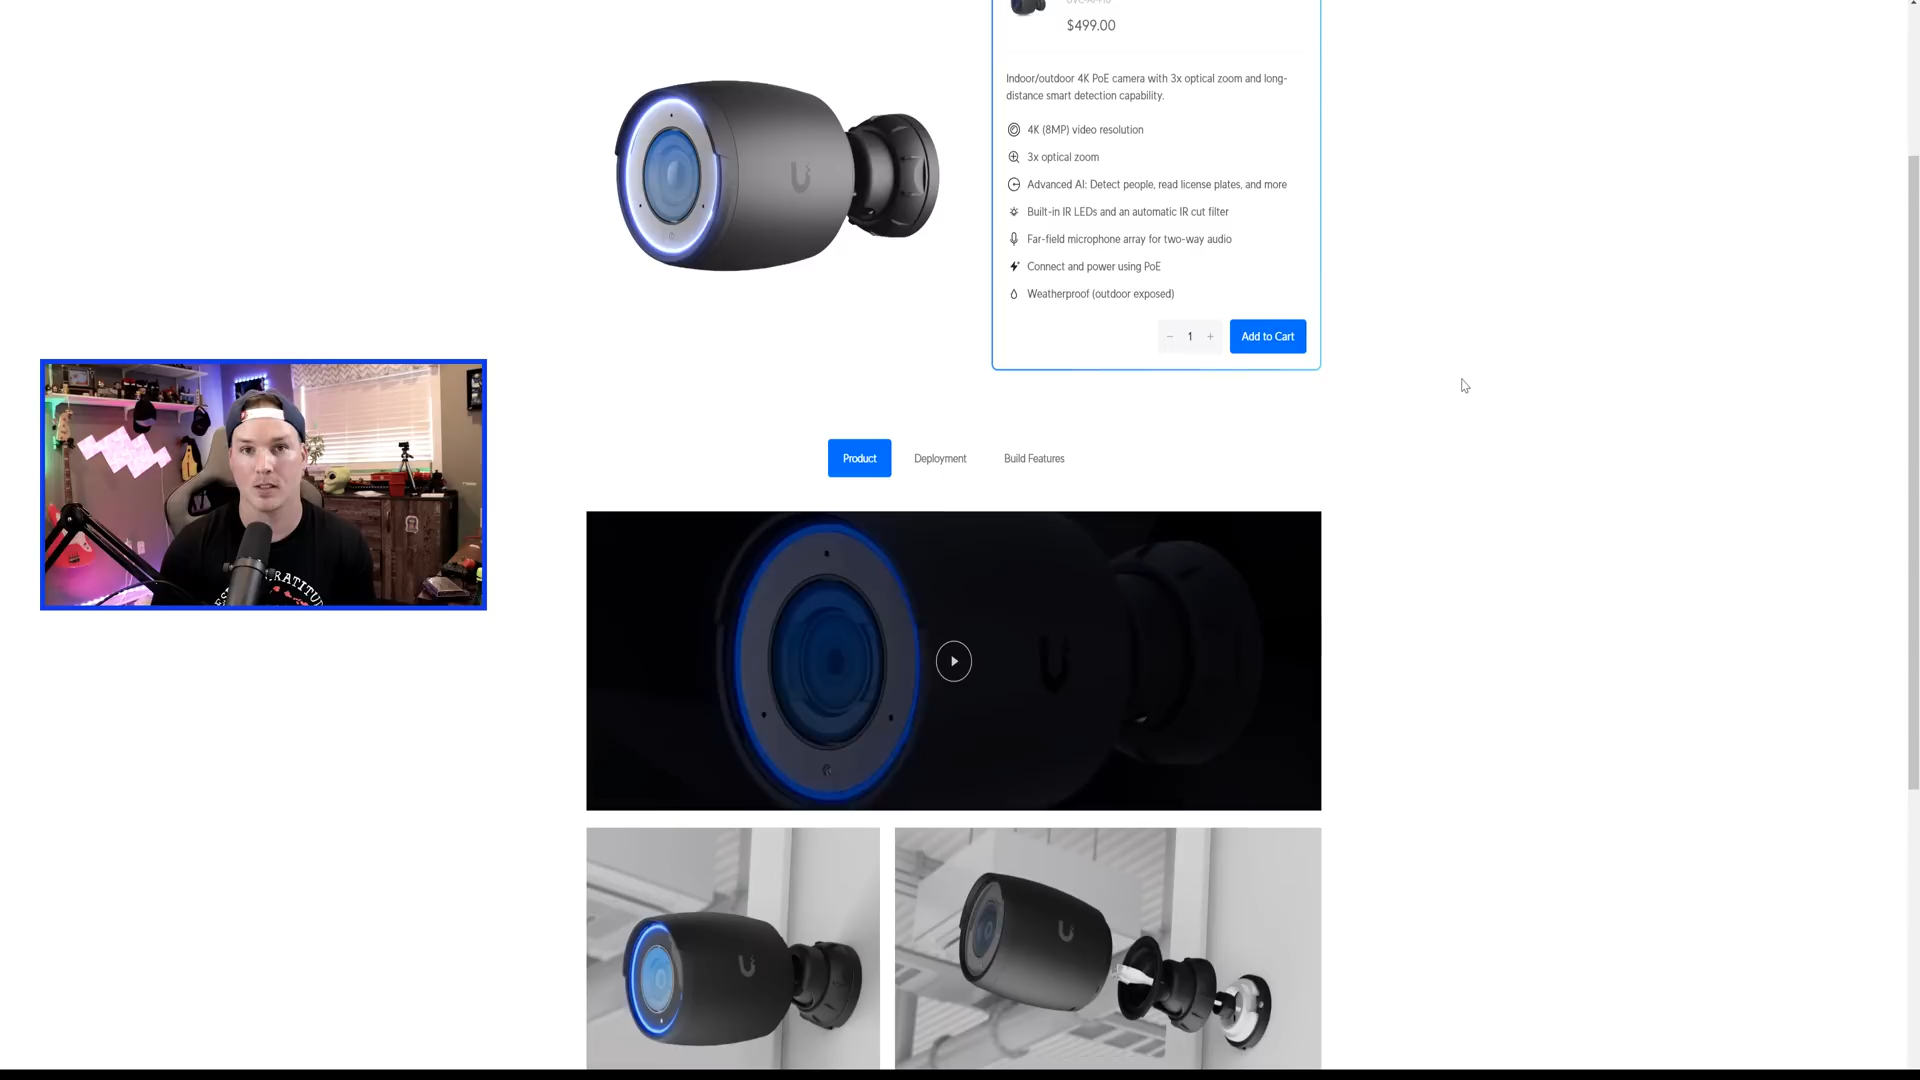 $499.00
Indoor/outdoor 4K PoE camera with 3x optical zoom and long-
distance smart detection capability.
4K (8MP) video resolution
3x optical zoom
Advanced AI: Detect people, read license plates, and more
Built-in IR LEDs and an automatic IR cut filter
Far-field microphone array for two-way audio
Connect and power using PoE
Weatherproof (outdoor exposed)
− 1 +
Add to Cart
Product
Deployment
Build Features